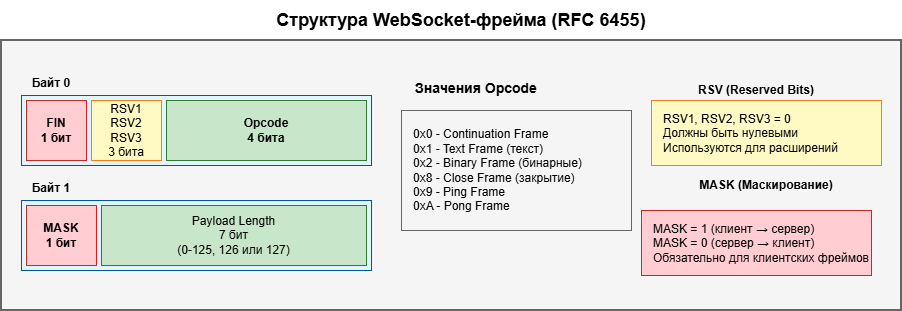 Структура WebSocket-фрейма (RFC 6455)
Байт 0
FIN
1 бит
RSV1
RSV2
RSV3
3 бита
Opcode
4 бита
Байт 1
MASK
1 бит
Payload Length
7 бит
(0-125, 126 или 127)
Значения Opcode
0x0 - Continuation Frame
0x1 - Text Frame (текст)
0x2 - Binary Frame (бинарные)
0x8 - Close Frame (закрытие)
0x9 - Ping Frame
0xA - Pong Frame
RSV (Reserved Bits)
RSV1, RSV2, RSV3 = 0
Должны быть нулевыми
Используются для расширений
MASK (Маскирование)
MASK = 1 (клиент → сервер)
MASK = 0 (сервер → клиент)
Обязательно для клиентских фреймов